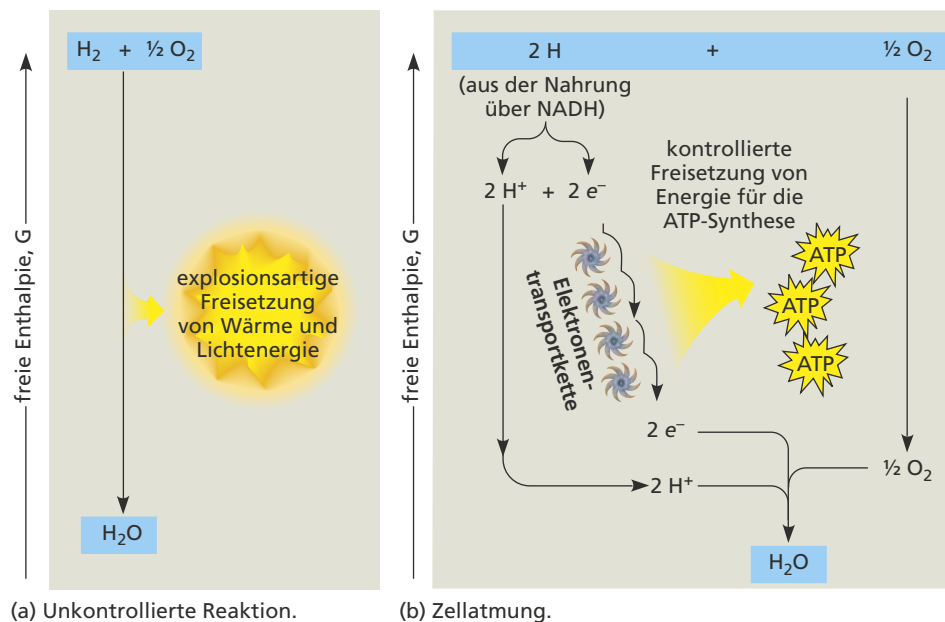 freie Enthalpie, G
H₂ + ½ O₂
explosionsartige
Freisetzung
von Wärme und
Lichtenergie
H₂O
(a) Unkontrollierte Reaktion.
freie Enthalpie, G
2 H + ½ O₂
(aus der Nahrung
über NADH)
2 H⁺ + 2 e⁻
kontrollierte
Freisetzung von
Energie für die
ATP-Synthese
Elektronen-
transportkette
ATP
ATP
ATP
2 e⁻
2 H⁺
½ O₂
H₂O
(b) Zellatmung.